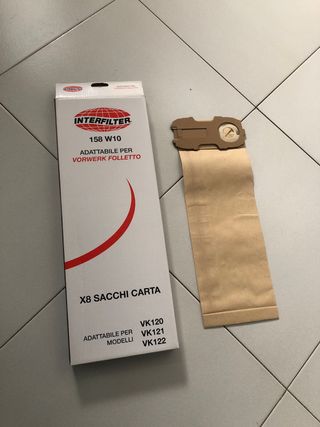 INTERFILTER
158 W10
ADATTABILE PER
VORWERK FOLLETTO
X8 SACCHI CARTA
ADATTABILE PER
MODELLI
VK120
VK121
VK122